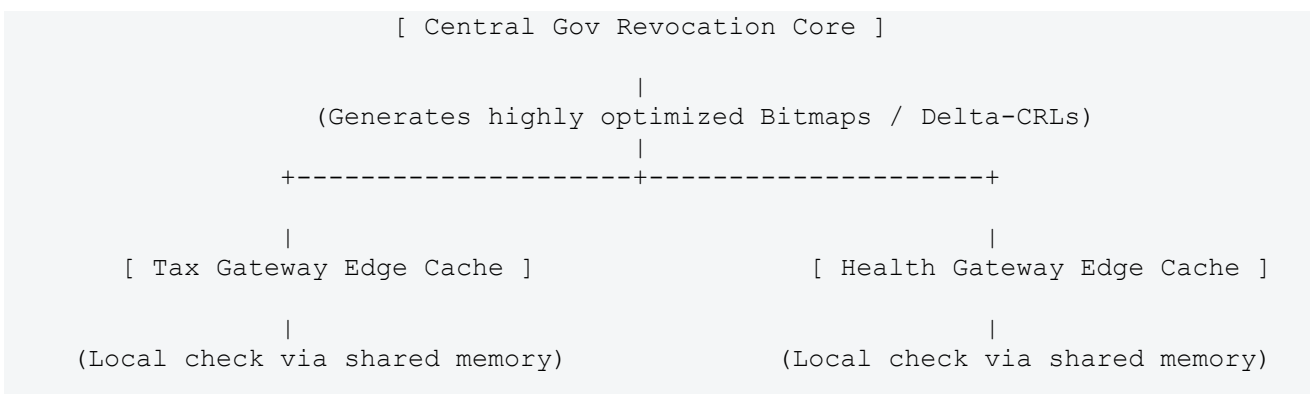 [ Central Gov Revocation Core ]
|
(Generates highly optimized Bitmaps / Delta-CRLs)
|
+----------------------+----------------------+
| |
[ Tax Gateway Edge Cache ] [ Health Gateway Edge Cache ]
| |
(Local check via shared memory) (Local check via shared memory)